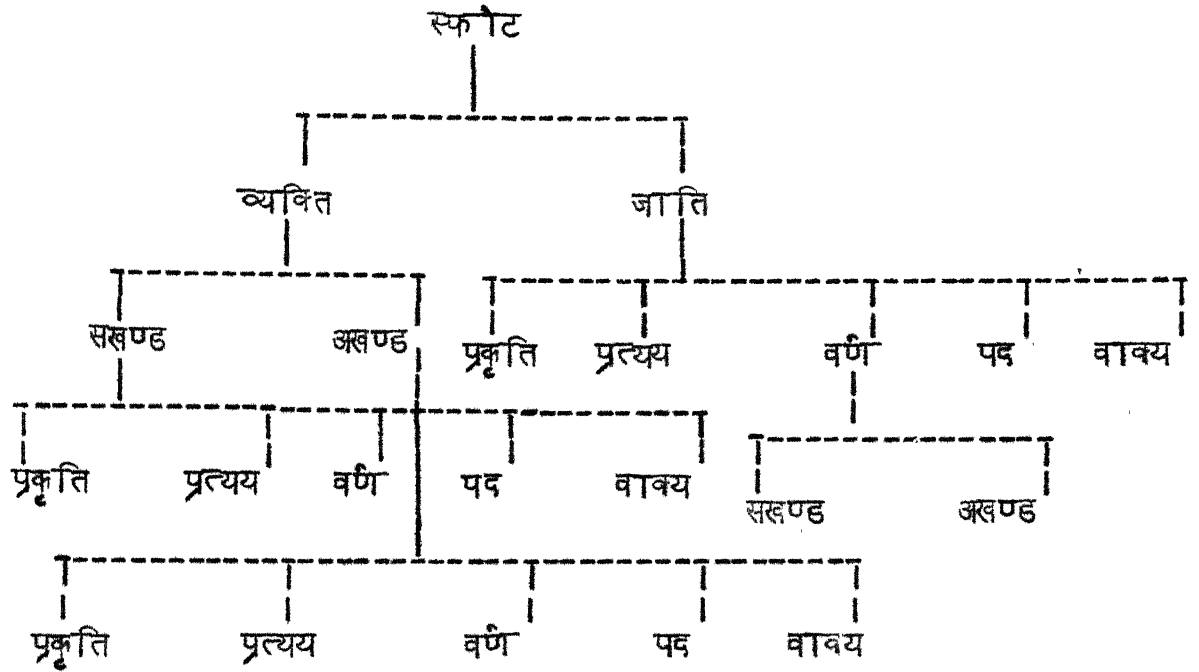 स्फोट
व्यक्ति जाति
सखण्ड अखण्ड प्रकृति प्रत्यय वर्ण पद वाक्य
प्रकृति प्रत्यय वर्ण पद वाक्य सखण्ड अखण्ड
प्रकृति प्रत्यय वर्ण पद वाक्य